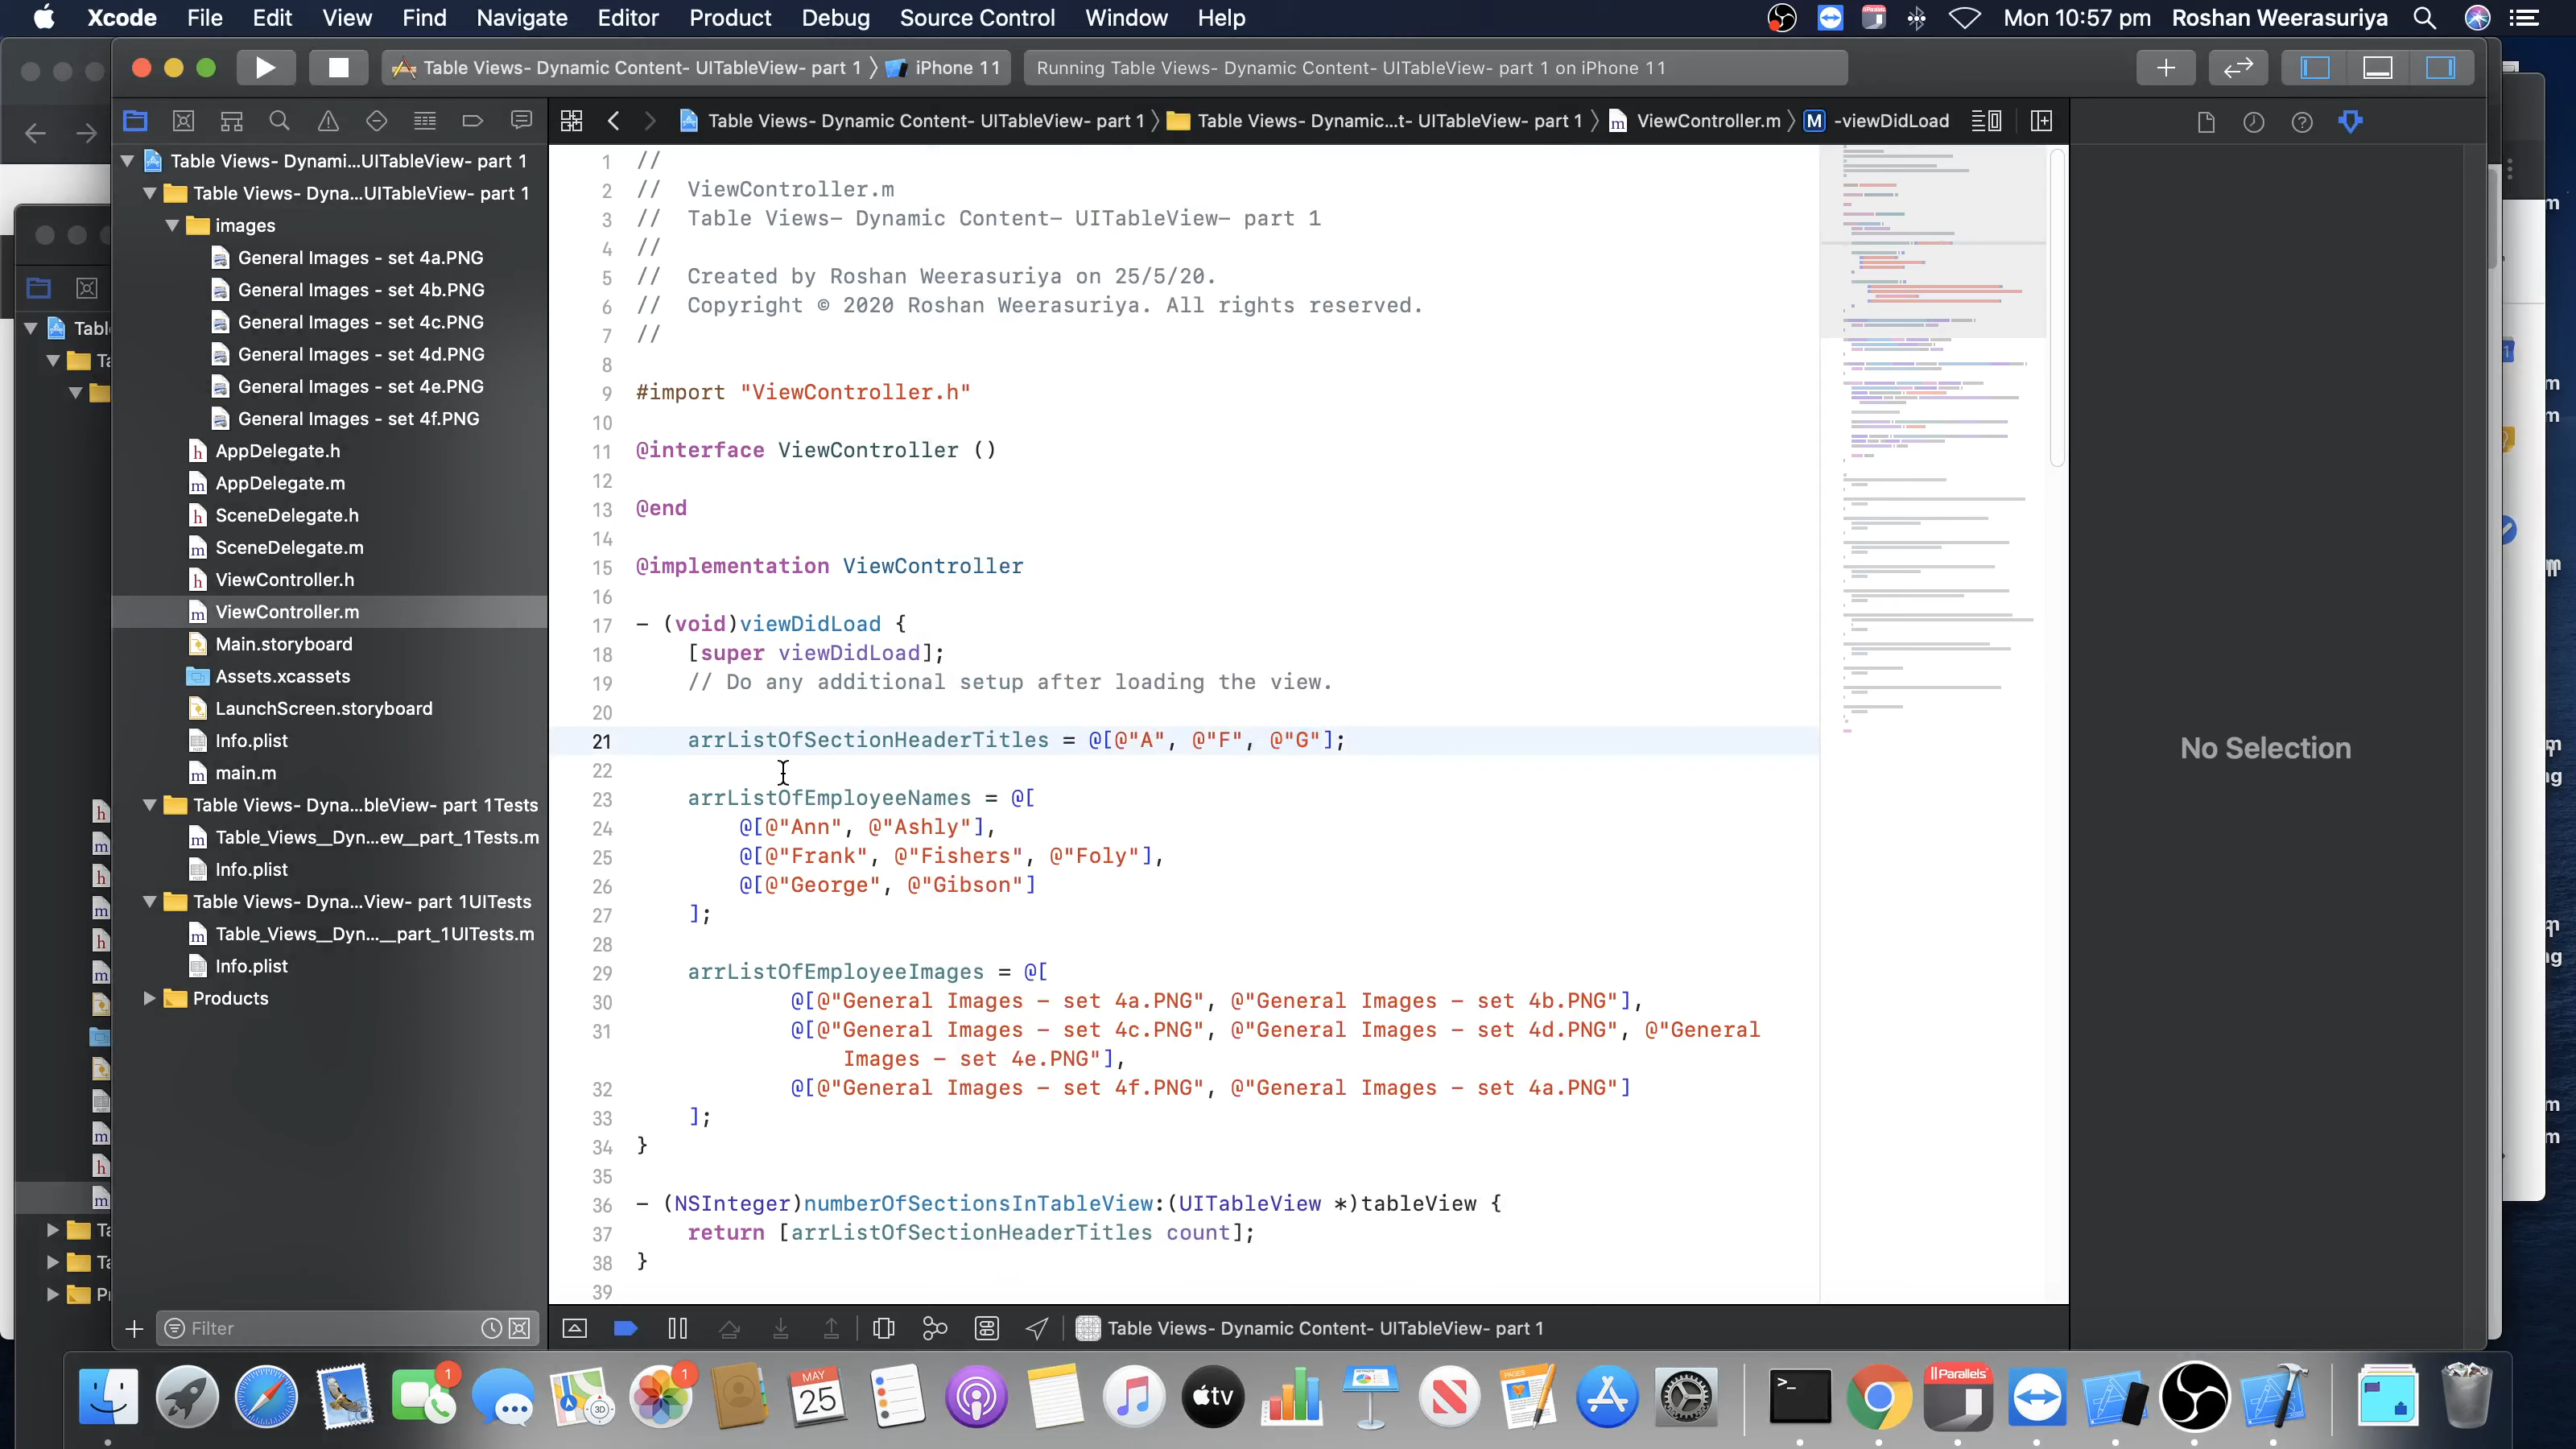 Xcode File Edit View Find Navigate Editor Product Debug Source Control Window Help Mon 10:57 pm Roshan Weerasuriya
Table Views- Dynamic Content- UITableView- part 1 iPhone 11 Running Table Views- Dynamic Content- UITableView- part 1 on iPhone 11
Table Views- Dynamic Content- UITableView- part 1 Table Views- Dynamic...t- UITableView- part 1 ViewController.m M -viewDidLoad
Table Views- Dynami...UITableView- part 1
Table Views- Dyna...UITableView- part 1
images
General Images - set 4a.PNG
General Images - set 4b.PNG
General Images - set 4c.PNG
General Images - set 4d.PNG
General Images - set 4e.PNG
General Images - set 4f.PNG
h AppDelegate.h
m AppDelegate.m
h SceneDelegate.h
m SceneDelegate.m
h ViewController.h
m ViewController.m
Main.storyboard
Assets.xcassets
LaunchScreen.storyboard
Info.plist
m main.m
Table Views- Dyna...bleView- part 1Tests
m Table_Views__Dyn...ew__part_1Tests.m
Info.plist
Table Views- Dyna...View- part 1UITests
m Table_Views__Dyn...__part_1UITests.m
Info.plist
Products
Filter
1 //
2 // ViewController.m
3 // Table Views- Dynamic Content- UITableView- part 1
4 //
5 // Created by Roshan Weerasuriya on 25/5/20.
6 // Copyright © 2020 Roshan Weerasuriya. All rights reserved.
7 //
8
9 #import "ViewController.h"
10
11 @interface ViewController ()
12
13 @end
14
15 @implementation ViewController
16
17 - (void)viewDidLoad {
18 [super viewDidLoad];
19 // Do any additional setup after loading the view.
20
21 arrListOfSectionHeaderTitles = @[@"A", @"F", @"G"];
22
23 arrListOfEmployeeNames = @[
24 @[@"Ann", @"Ashly"],
25 @[@"Frank", @"Fishers", @"Foly"],
26 @[@"George", @"Gibson"]
27 ];
28
29 arrListOfEmployeeImages = @[
30 @[@"General Images - set 4a.PNG", @"General Images - set 4b.PNG"],
31 @[@"General Images - set 4c.PNG", @"General Images - set 4d.PNG", @"General
Images - set 4e.PNG"],
32 @[@"General Images - set 4f.PNG", @"General Images - set 4a.PNG"]
33 ];
34 }
35
36 - (NSInteger)numberOfSectionsInTableView:(UITableView *)tableView {
37 return [arrListOfSectionHeaderTitles count];
38 }
39
Table Views- Dynamic Content- UITableView- part 1
No Selection
Tabl
Ta
MAY
25
1
1
3D
tv
PAGES
Parallels